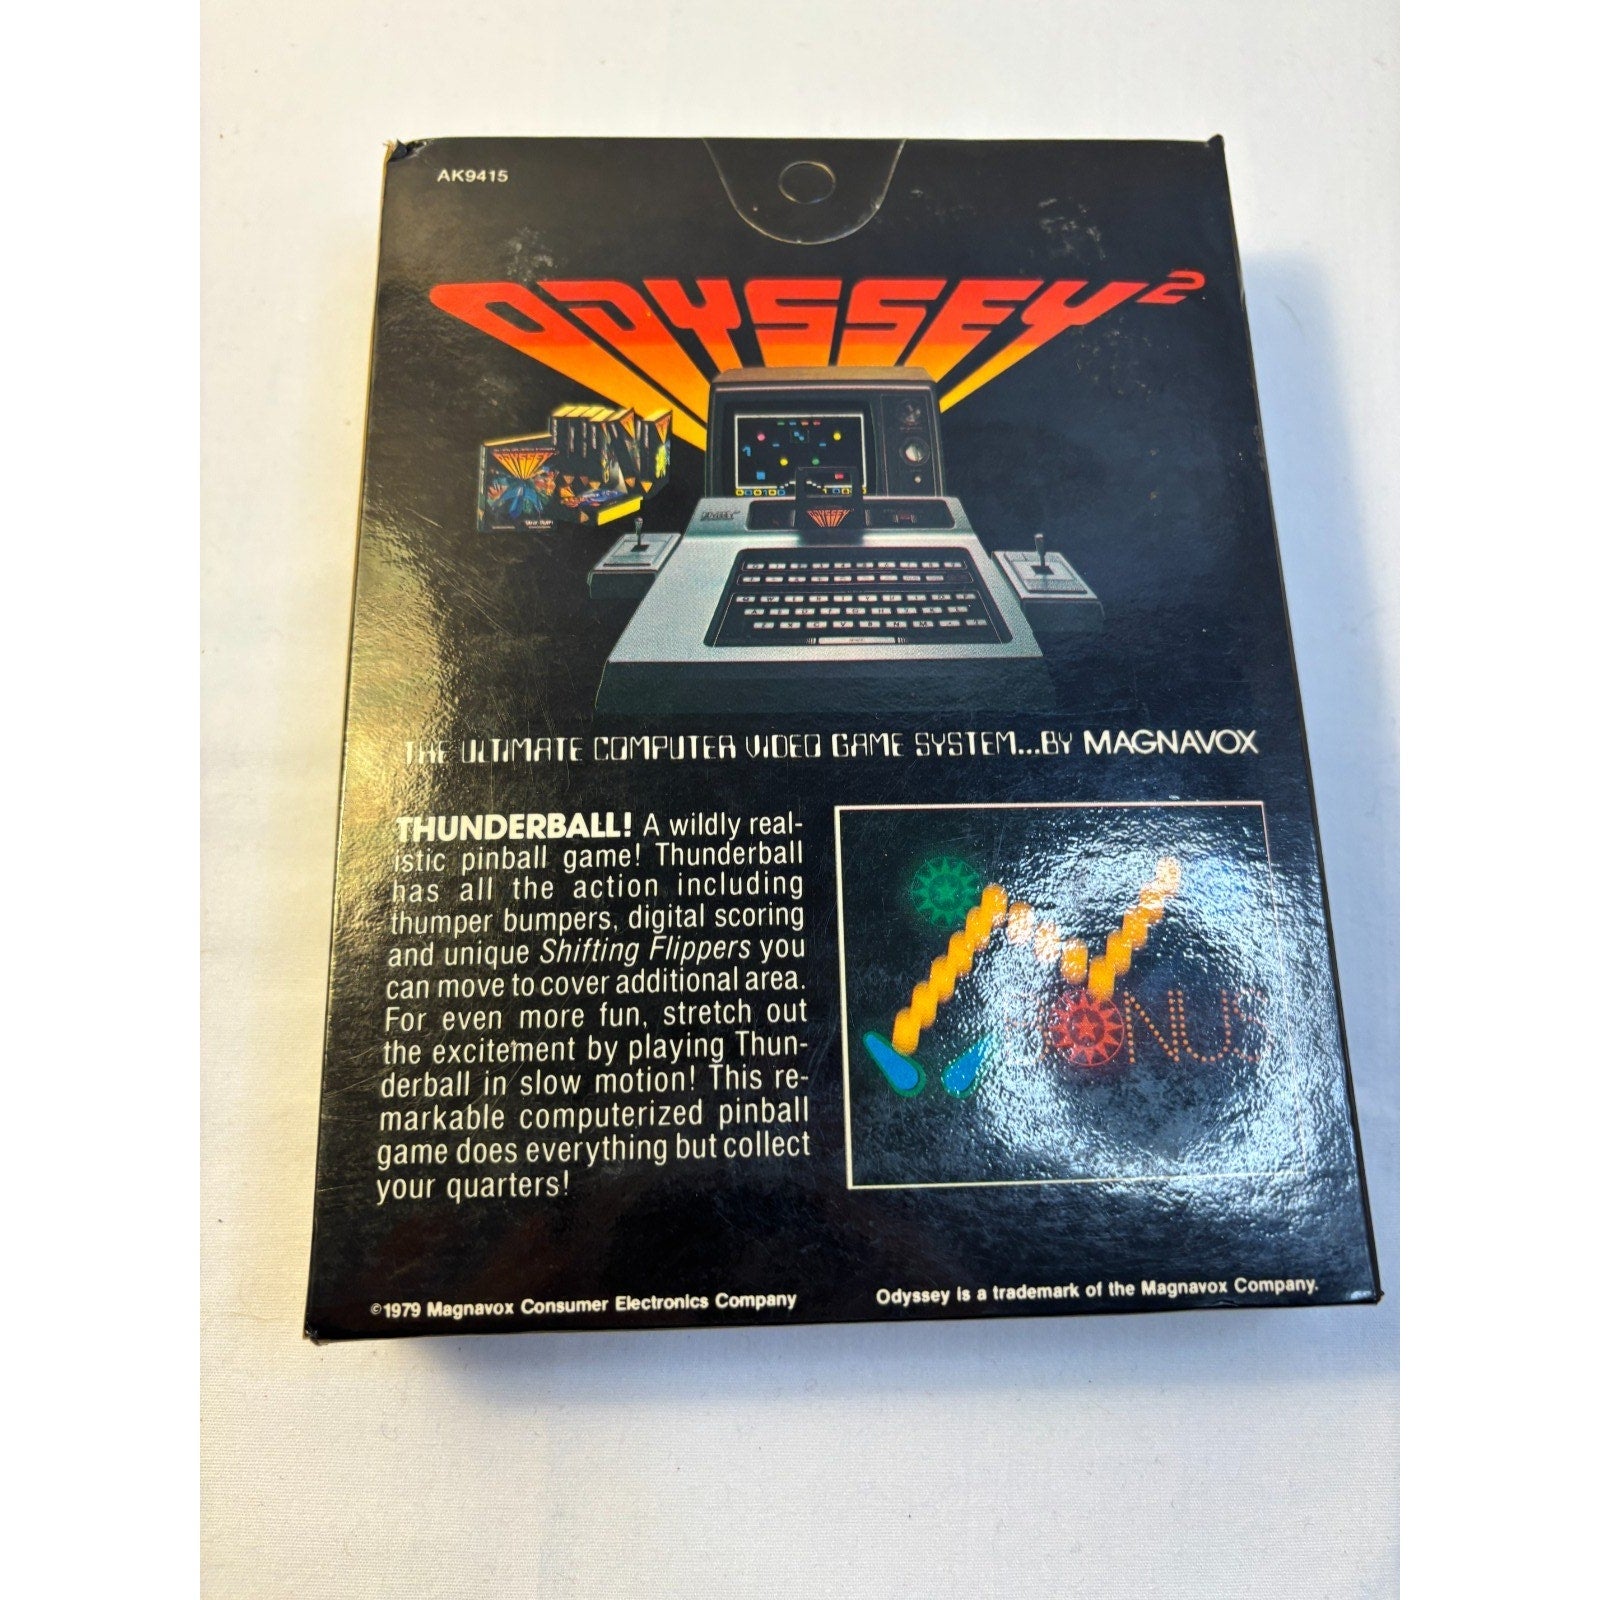 AK9415
ODYSSEY²
ODYSSEY
ODYSSEY
THE ULTIMATE COMPUTER VIDEO GAME SYSTEM...BY MAGNAVOX
THUNDERBALL! A wildly real-
istic pinball game! Thunderball
has all the action including
thumper bumpers, digital scoring
and unique Shifting Flippers you
can move to cover additional area.
For even more fun, stretch out
the excitement by playing Thun-
derball in slow motion! This re-
markable computerized pinball
game does everything but collect
your quarters!
BONUS
©1979 Magnavox Consumer Electronics Company
Odyssey is a trademark of the Magnavox Company.